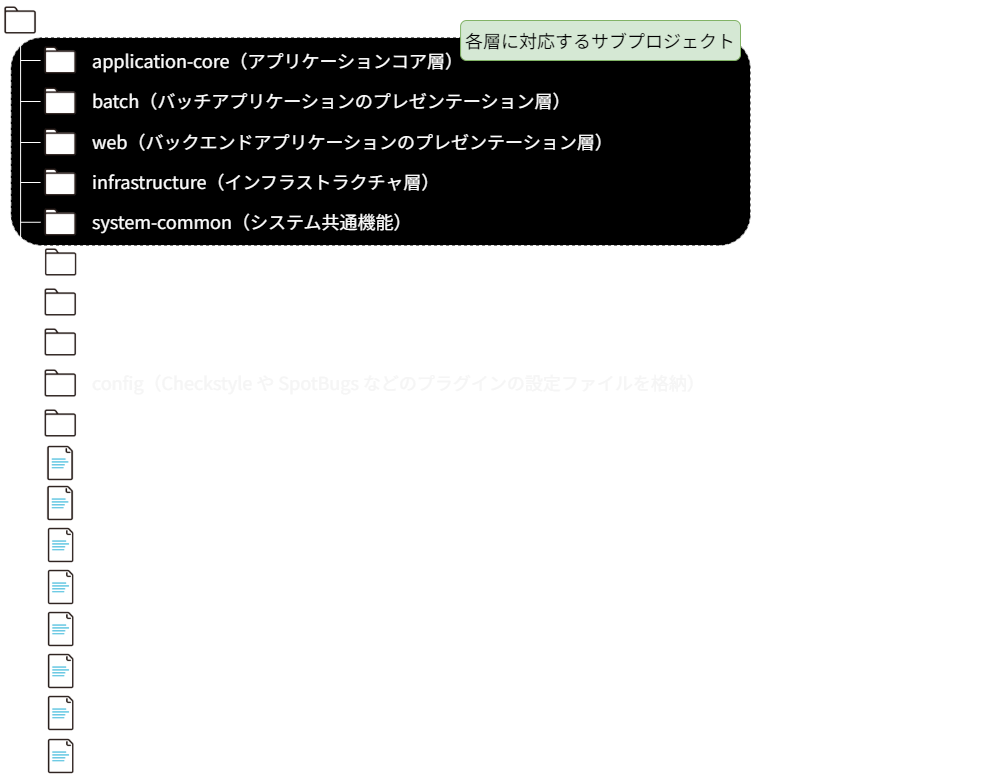 各層に対応するサブプロジェクト
application-core（アプリケーションコア層）
batch（バッチアプリケーションのプレゼンテーション層）
web（バックエンドアプリケーションのプレゼンテーション層）
infrastructure（インフラストラクチャ層）
system-common（システム共通機能）
config（Checkstyle や SpotBugs などのプラグインの設定ファイルを格納）